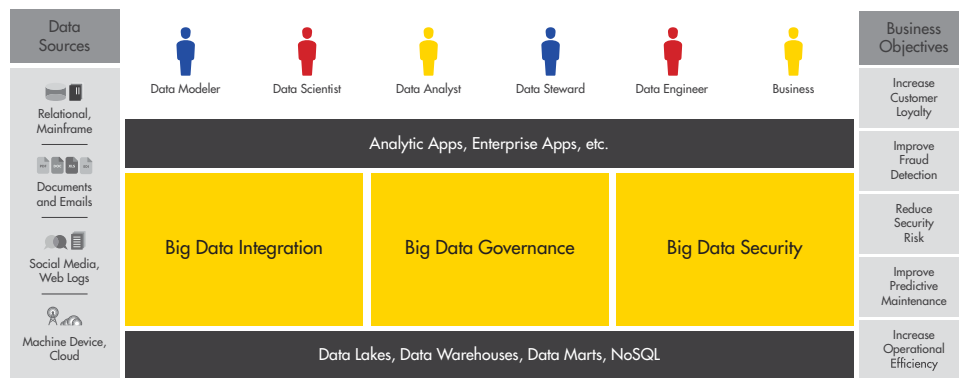 Data
Sources
Relational,
Mainframe
Documents
and Emails
Social Media,
Web Logs
Machine Device,
Cloud
Data Modeler
Data Scientist
Data Analyst
Data Steward
Data Engineer
Business
Analytic Apps, Enterprise Apps, etc.
Big Data Integration
Big Data Governance
Big Data Security
Data Lakes, Data Warehouses, Data Marts, NoSQL
Business
Objectives
Increase
Customer
Loyalty
Improve
Fraud
Detection
Reduce
Security
Risk
Improve
Predictive
Maintenance
Increase
Operational
Efficiency